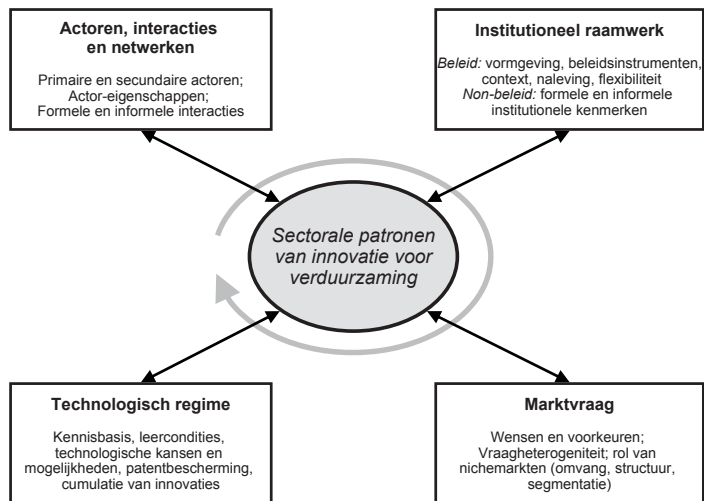 Actoren, interacties
en netwerken
Primaire en secundaire actoren;
Actor-eigenschappen;
Formele en informele interacties
Institutioneel raamwerk
Beleid: vormgeving, beleidsinstrumenten,
context, naleving, flexibiliteit
Non-beleid: formele en informele
institutionele kenmerken
Sectorale patronen
van innovatie voor
verduurzaming
Technologisch regime
Kennisbasis, leercondities,
technologische kansen en
mogelijkheden, patentbescherming,
cumulatie van innovaties
Marktvraag
Wensen en voorkeuren;
Vraagheterogeniteit; rol van
nichemarkten (omvang, structuur,
segmentatie)